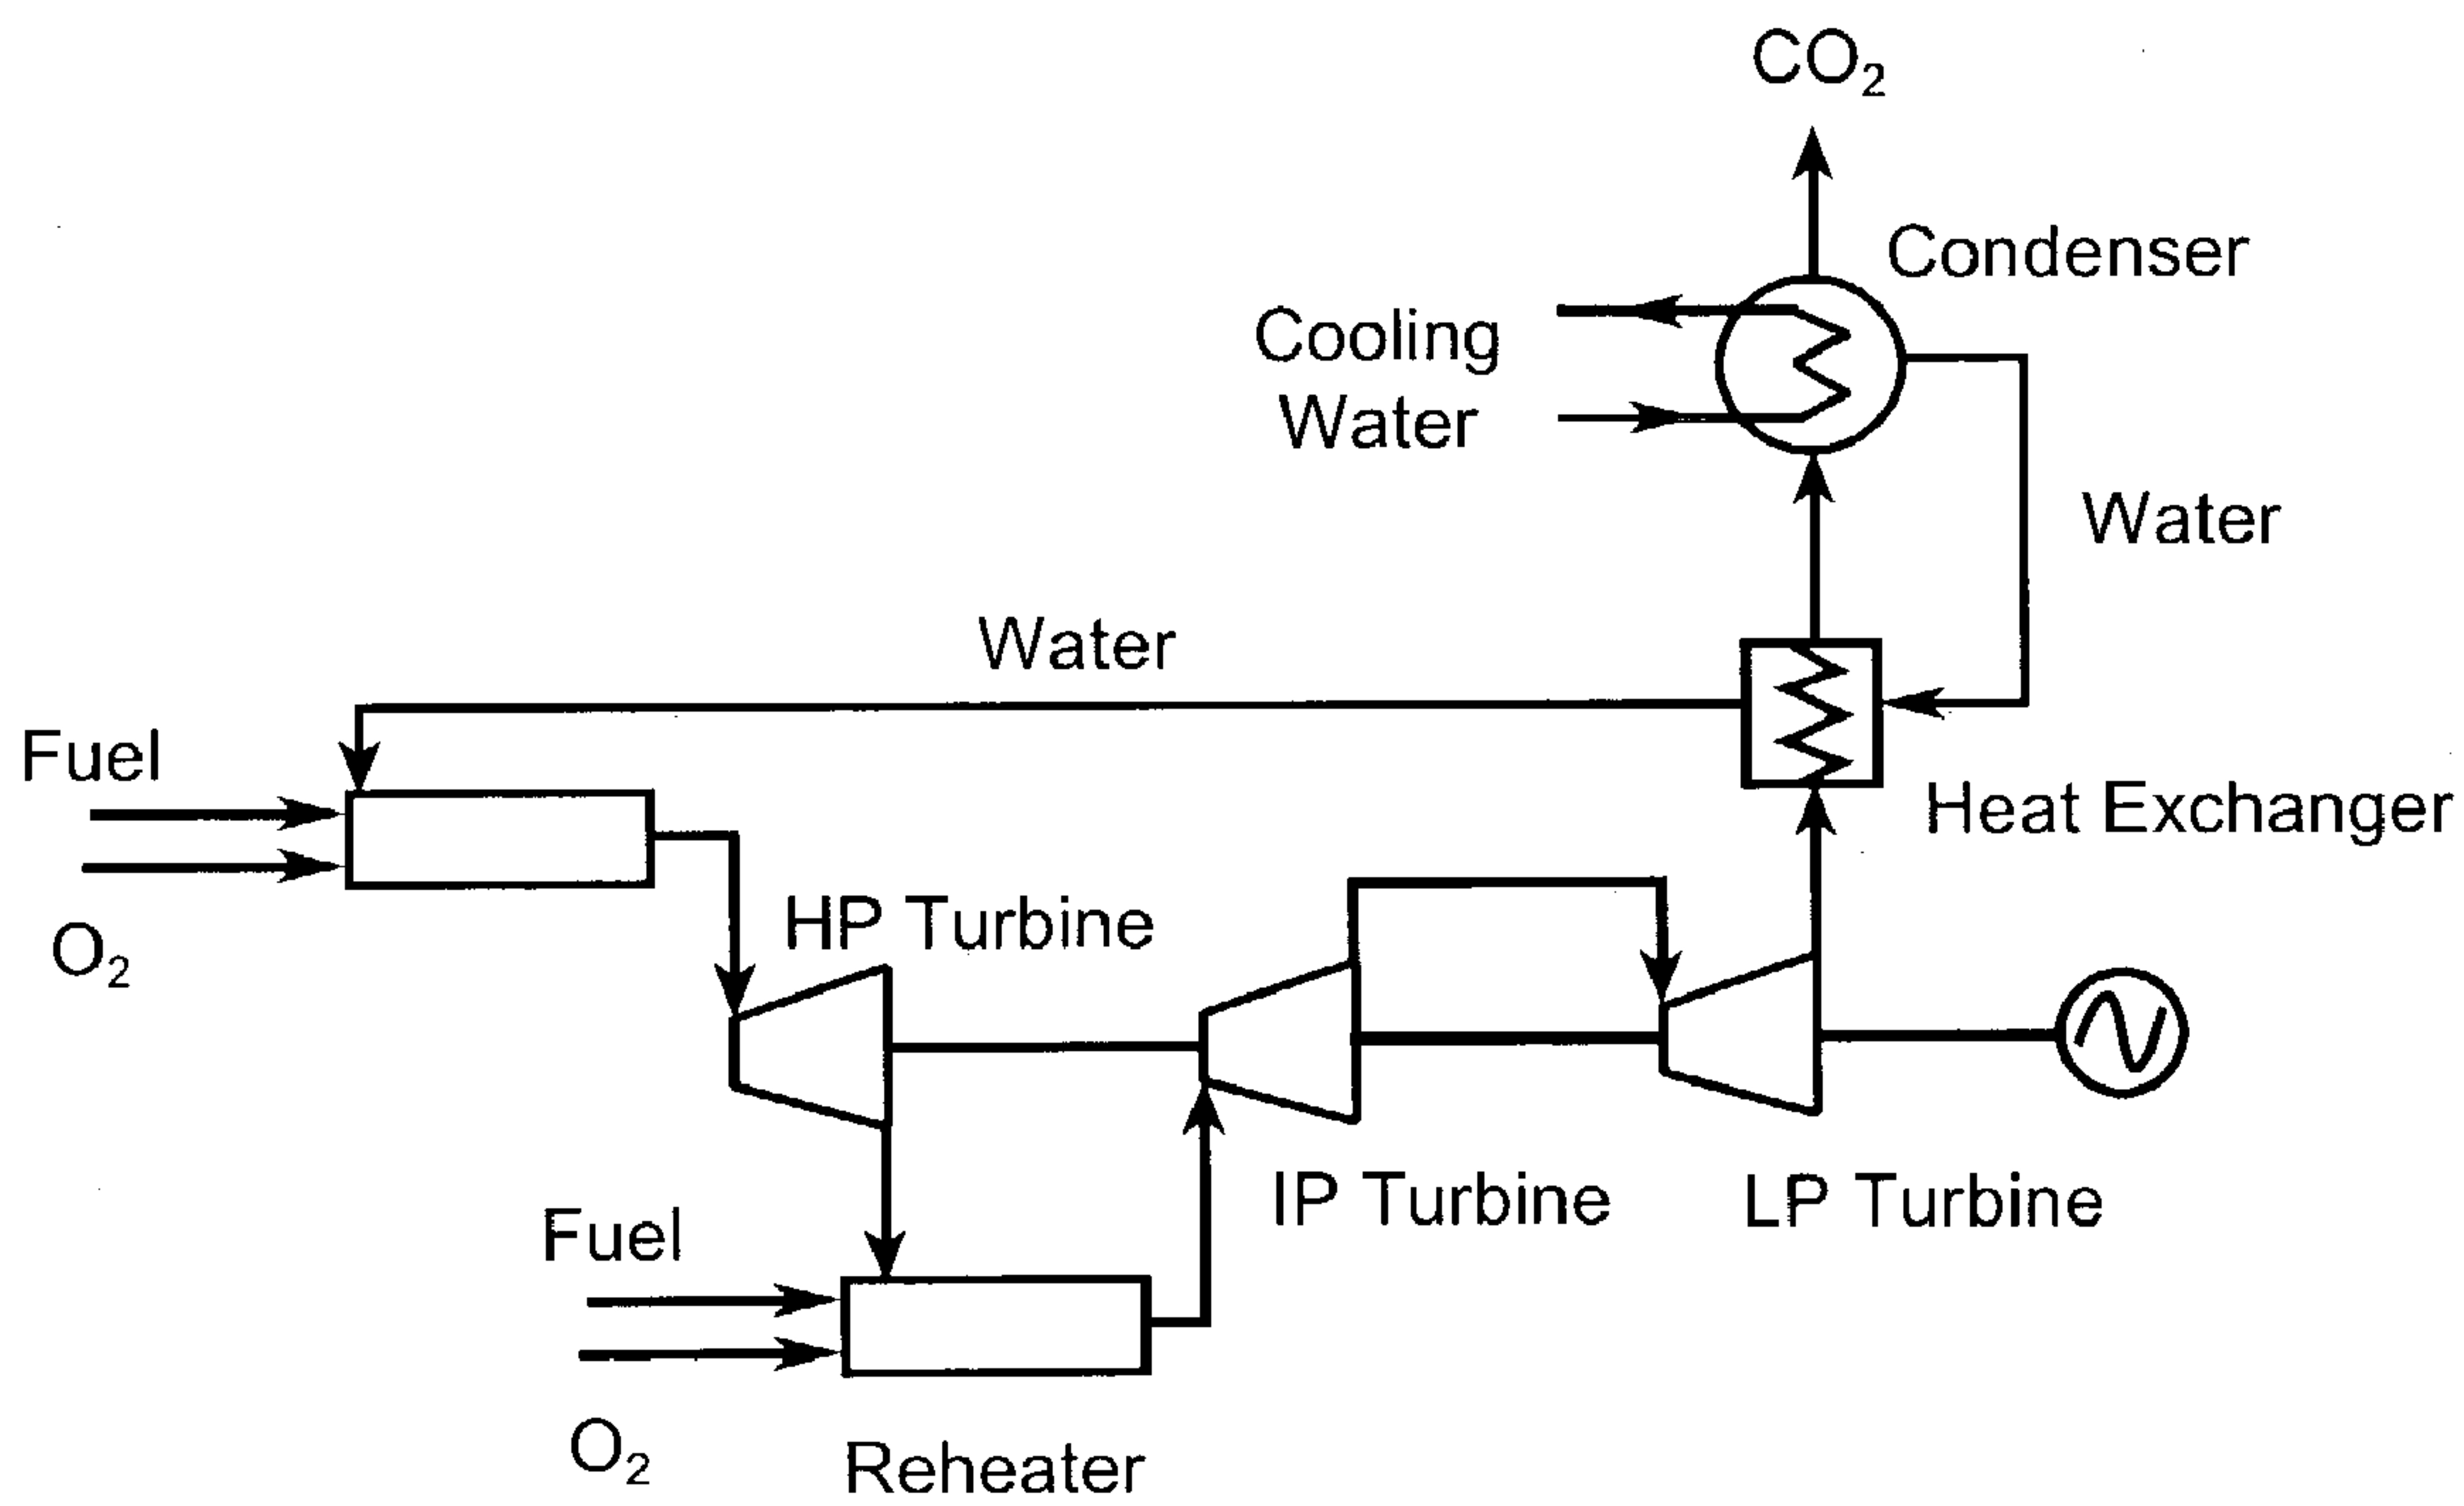 CO₂
Condenser
Cooling
Water
Water
Water
Fuel
Heat Exchanger
O₂
HP Turbine
IP Turbine
LP Turbine
Fuel
O₂
Reheater